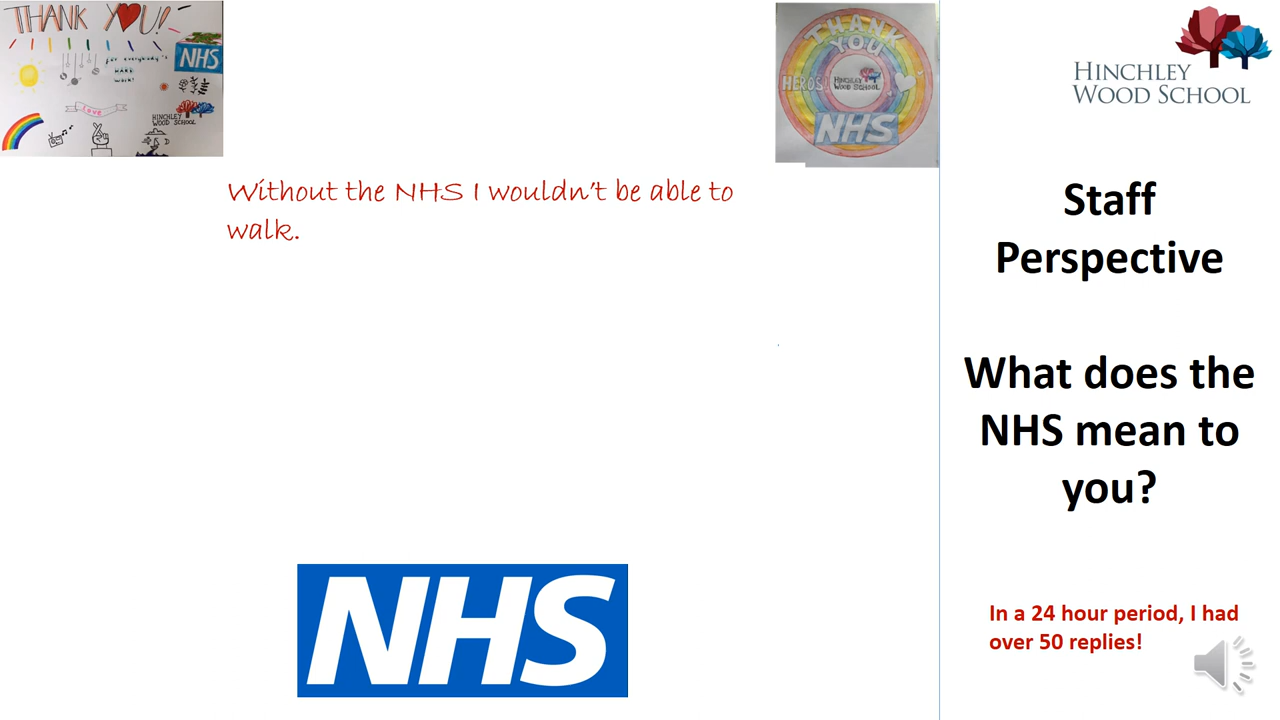 THANK YOU!
NHS
for everybody's
HARD
work!
Love
HINCHLEY
WOOD SCHOOL
THANK
YOU
HEROS!
HINCHLEY
WOOD SCHOOL
NHS
HINCHLEY
WOOD SCHOOL
Without the NHS I wouldn't be able to
walk.
NHS
Staff
Perspective
What does the
NHS mean to
you?
In a 24 hour period, I had
over 50 replies!